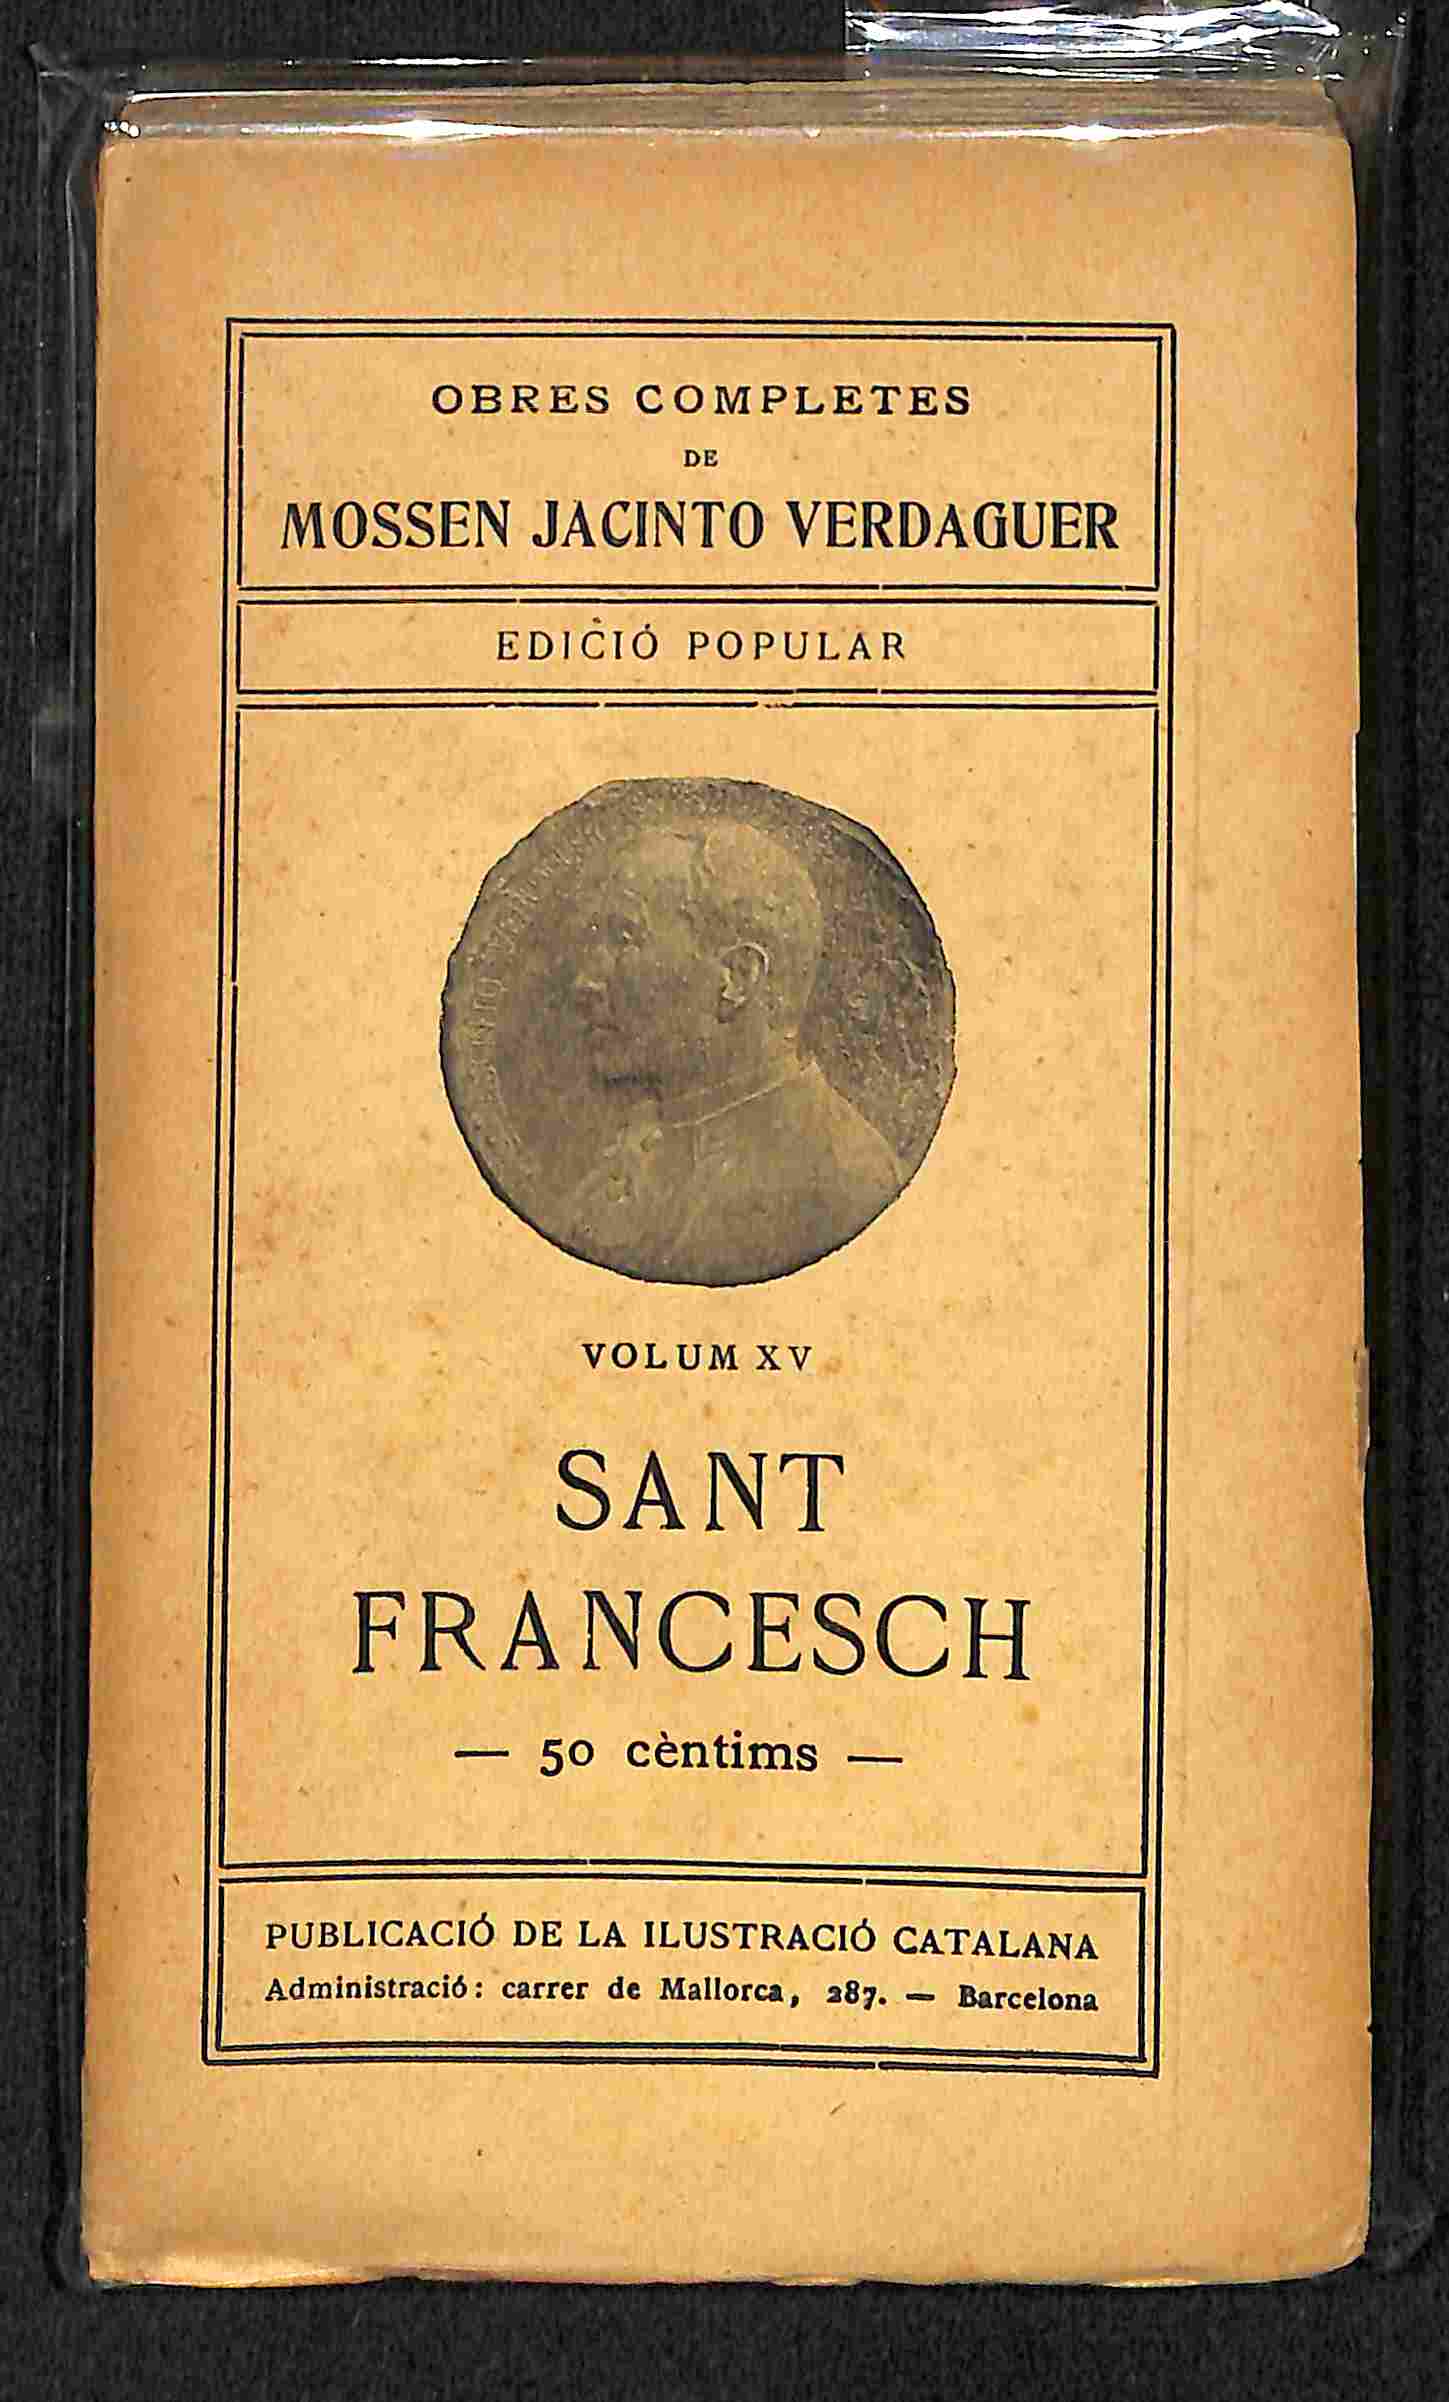 OBRES COMPLETES
DE
MOSSEN JACINTO VERDAGUER
EDICIÓ POPULAR
VOLUM XV
SANT
FRANCESCH
— 50 cèntims —
PUBLICACIÓ DE LA ILUSTRACIÓ CATALANA
Administració: carrer de Mallorca, 287. — Barcelona